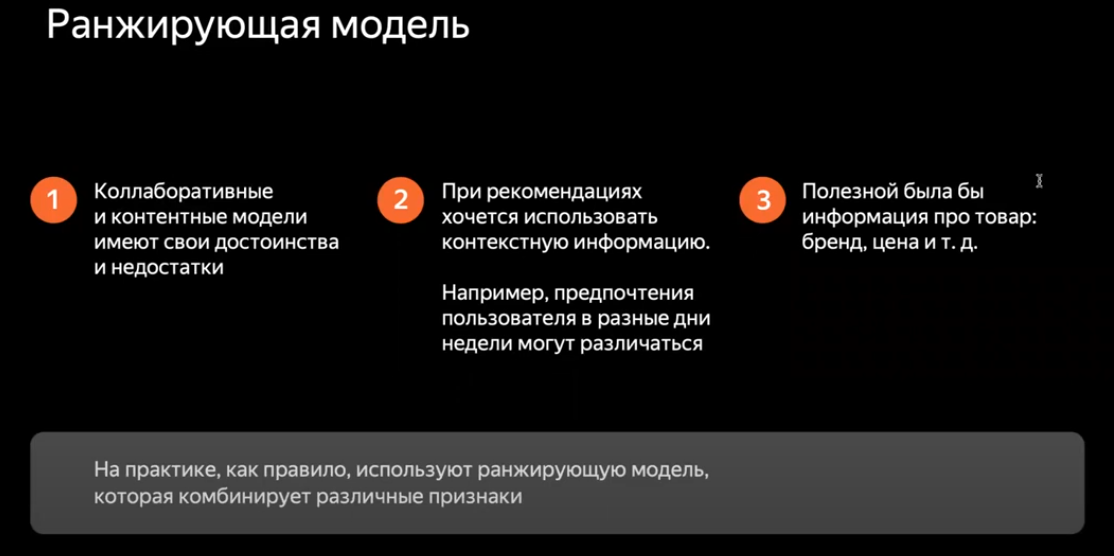 Ранжирующая модель
1
Коллаборативные
и контентные модели
имеют свои достоинства
и недостатки
2
При рекомендациях
хочется использовать
контекстную информацию.
Например, предпочтения
пользователя в разные дни
недели могут различаться
3
Полезной была бы
информация про товар:
бренд, цена и т. д.
На практике, как правило, используют ранжирующую модель,
которая комбинирует различные признаки